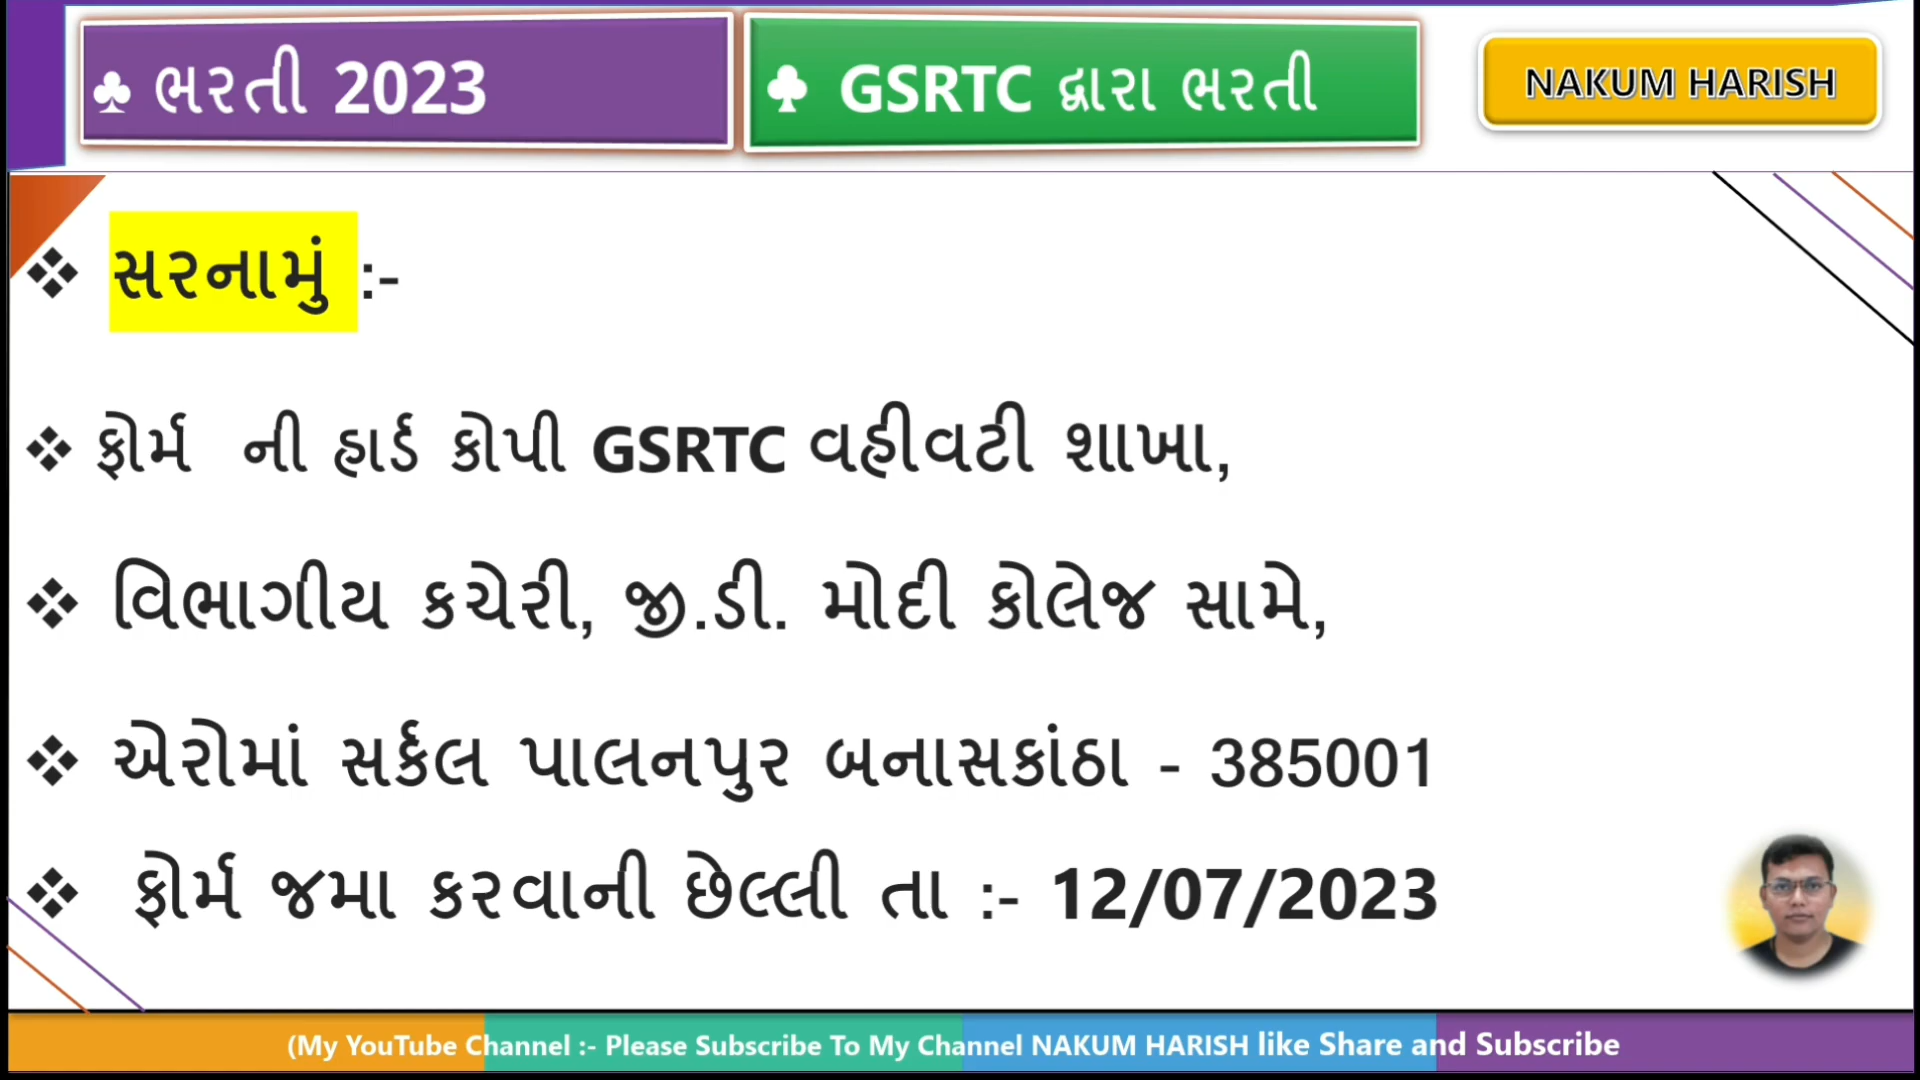 ♣ ભરતી 2023
♣ GSRTC દ્વારા ભરતી
NAKUM HARISH
❖ સરનામું :-
❖ ફોર્મ ની હાર્ડ કોપી GSRTC વહીવટી શાખા,
❖ વિભાગીય કચેરી, જી.ડી. મોદી કોલેજ સામે,
❖ એરોમાં સર્કલ પાલનપુર બનાસકાંઠા - 385001
❖ ફોર્મ જમા કરવાની છેલ્લી તા :- 12/07/2023
(My YouTube Channel :- Please Subscribe To My Channel NAKUM HARISH like Share and Subscribe